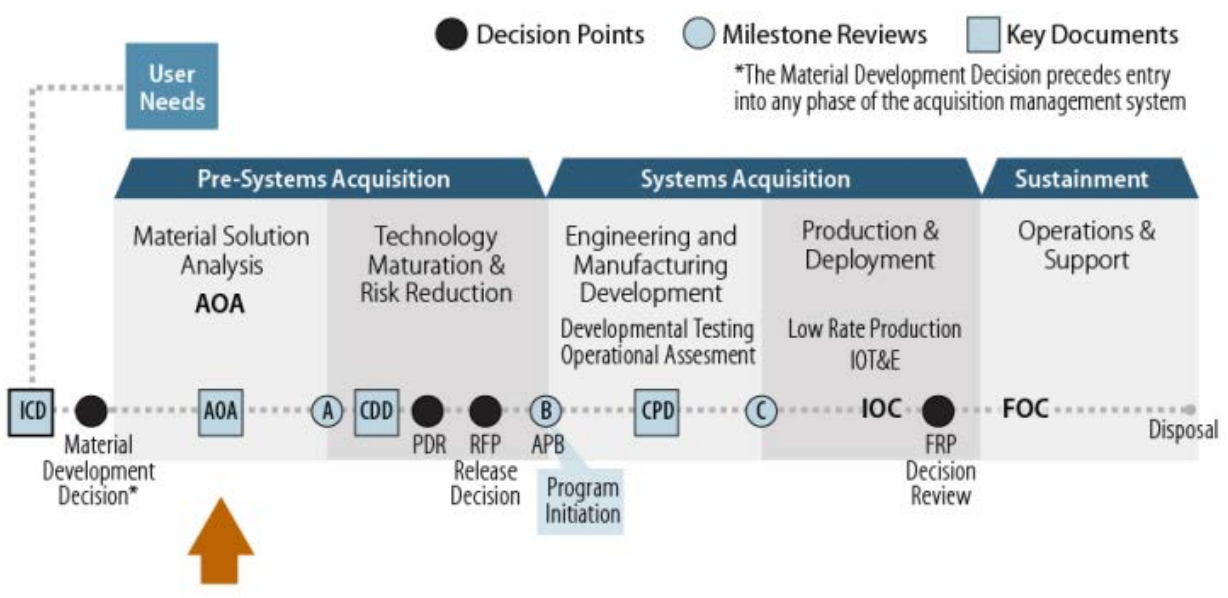 Decision Points
Milestone Reviews
Key Documents
*The Material Development Decision precedes entry
into any phase of the acquisition management system
User
Needs
Pre-Systems Acquisition
Systems Acquisition
Sustainment
Material Solution
Analysis
AOA
Technology
Maturation &
Risk Reduction
Engineering and
Manufacturing
Development
Developmental Testing
Operational Assesment
Production &
Deployment
Low Rate Production
IOT&E
Operations &
Support
ICD
AOA
A
CDD
B
CPD
C
IOC
FOC
Material
Development
Decision*
PDR
RFP
Release
Decision
APB
Program
Initiation
FRP
Decision
Review
Disposal